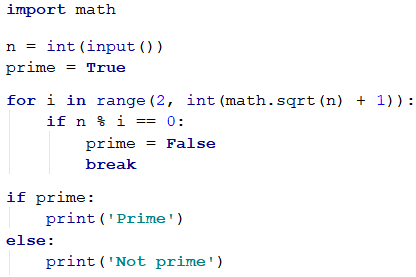 import math
n = int(input())
prime = True
for i in range(2, int(math.sqrt(n) + 1)):
    if n % i == 0:
        prime = False
        break
if prime:
    print('Prime')
else:
    print('Not prime')